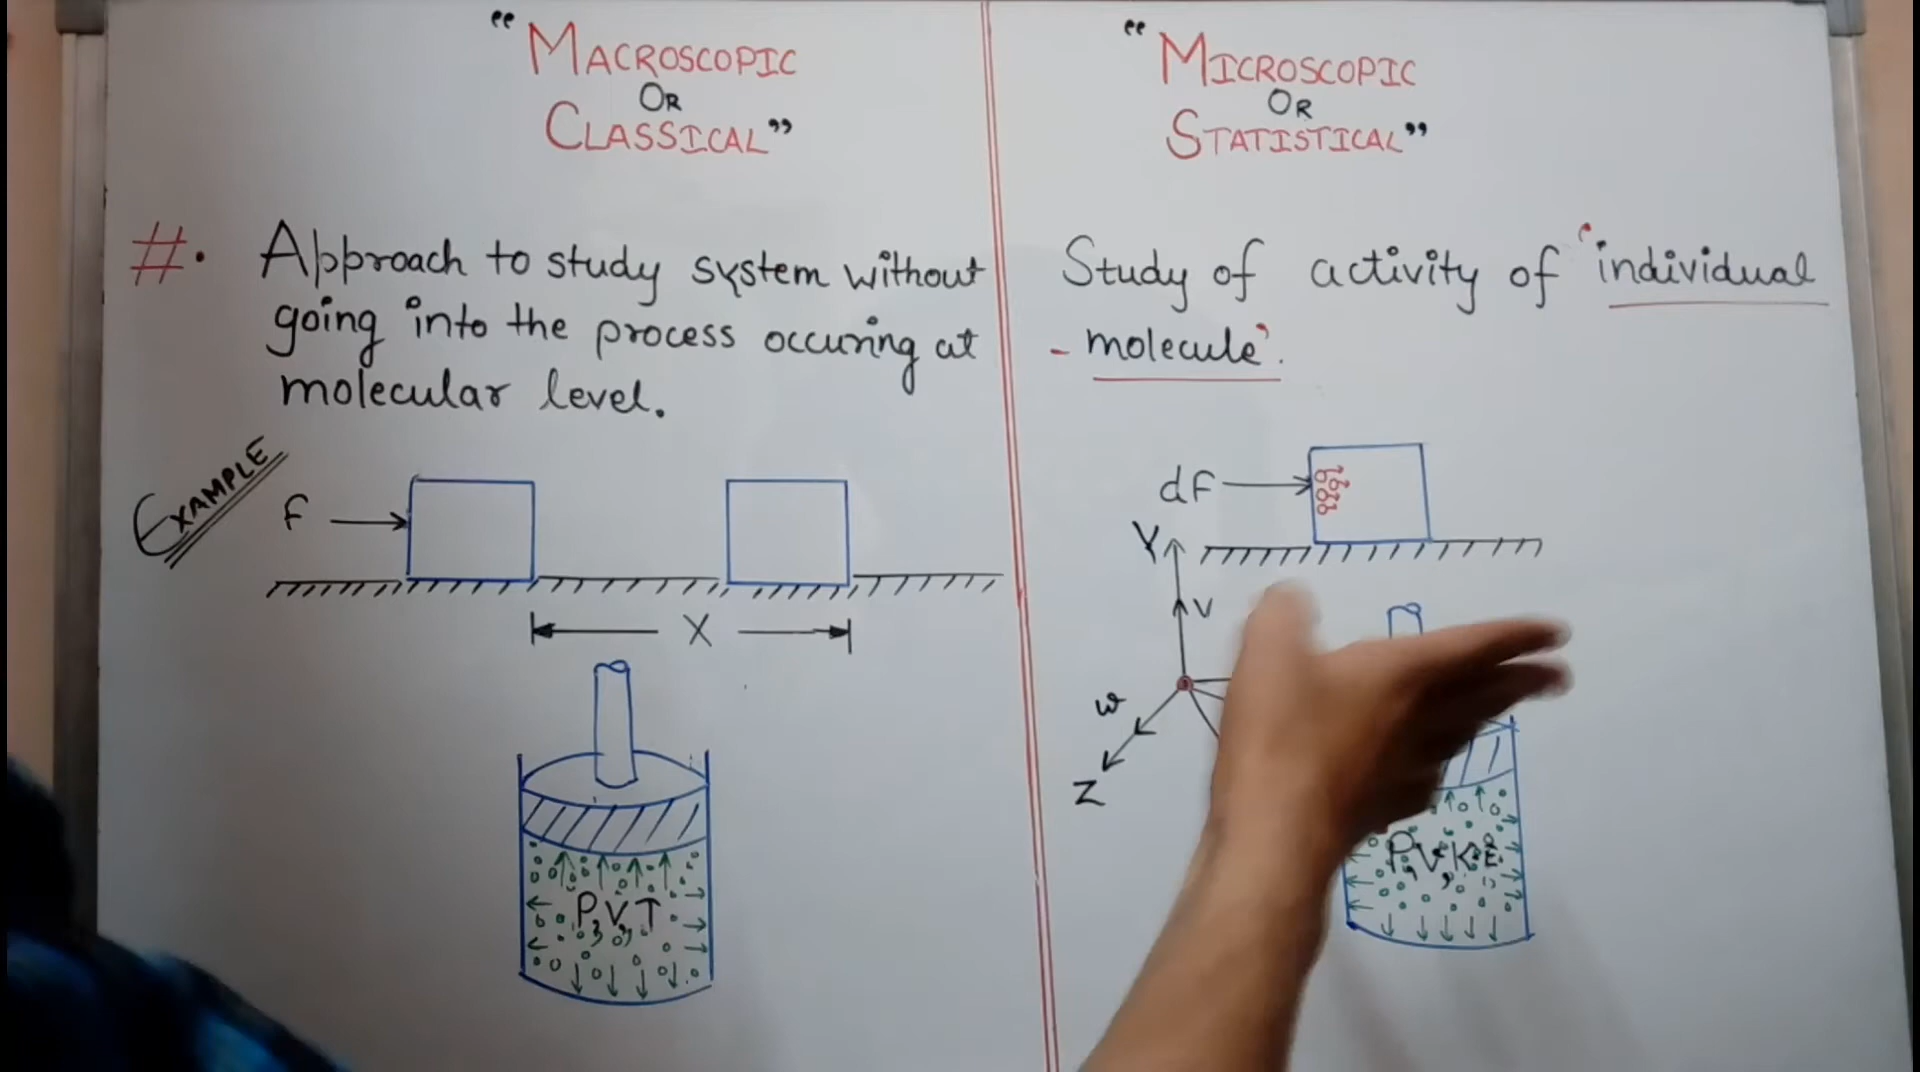 “MACROSCOPIC
OR
CLASSICAL”
#. Approach to study system without
going into the process occuring at
molecular level.
EXAMPLE
F
X
P,V,T
“MICROSCOPIC
OR
STATISTICAL”
Study of activity of 'individual
- molecule'.
dF
Y
V
w
Z
P,V,K.E